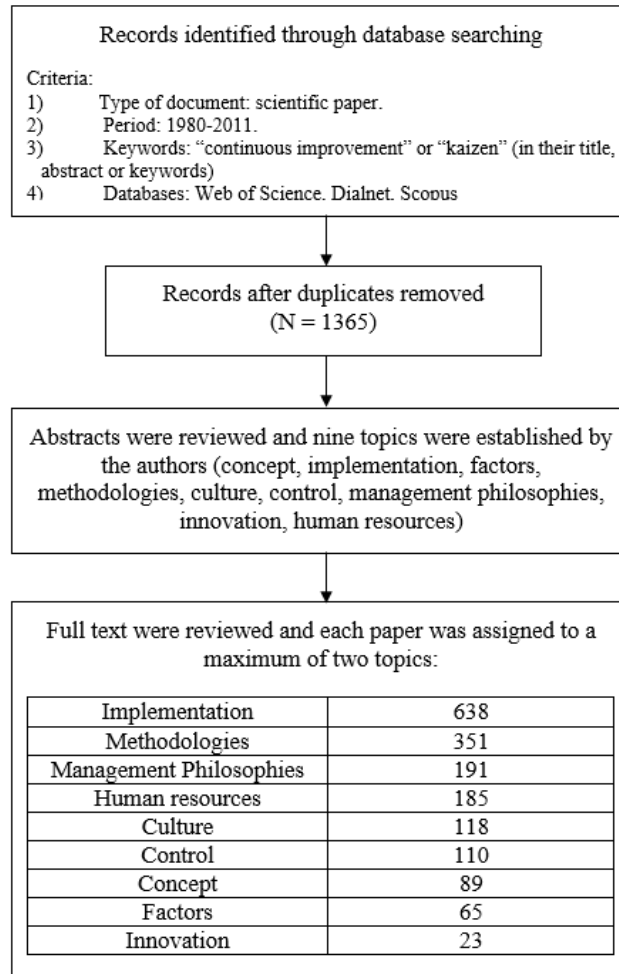 Records identified through database searching
Criteria:
1) Type of document: scientific paper.
2) Period: 1980-2011.
3) Keywords: “continuous improvement” or “kaizen” (in their title,
abstract or keywords)
4) Databases: Web of Science, Dialnet, Scopus
Records after duplicates removed
(N = 1365)
Abstracts were reviewed and nine topics were established by
the authors (concept, implementation, factors,
methodologies, culture, control, management philosophies,
innovation, human resources)
Full text were reviewed and each paper was assigned to a
maximum of two topics:
Implementation 638
Methodologies 351
Management Philosophies 191
Human resources 185
Culture 118
Control 110
Concept 89
Factors 65
Innovation 23